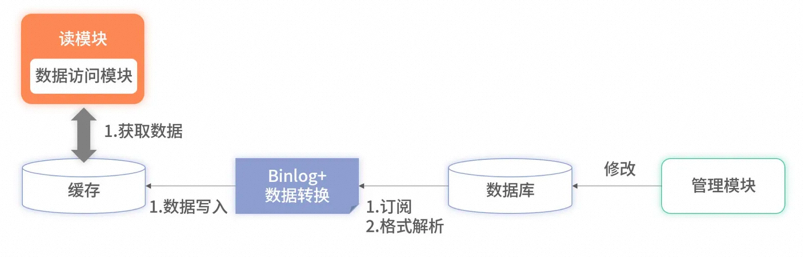 读模块
数据访问模块
1.获取数据
缓存
1.数据写入
Binlog+
数据转换
1.订阅
2.格式解析
数据库
修改
管理模块